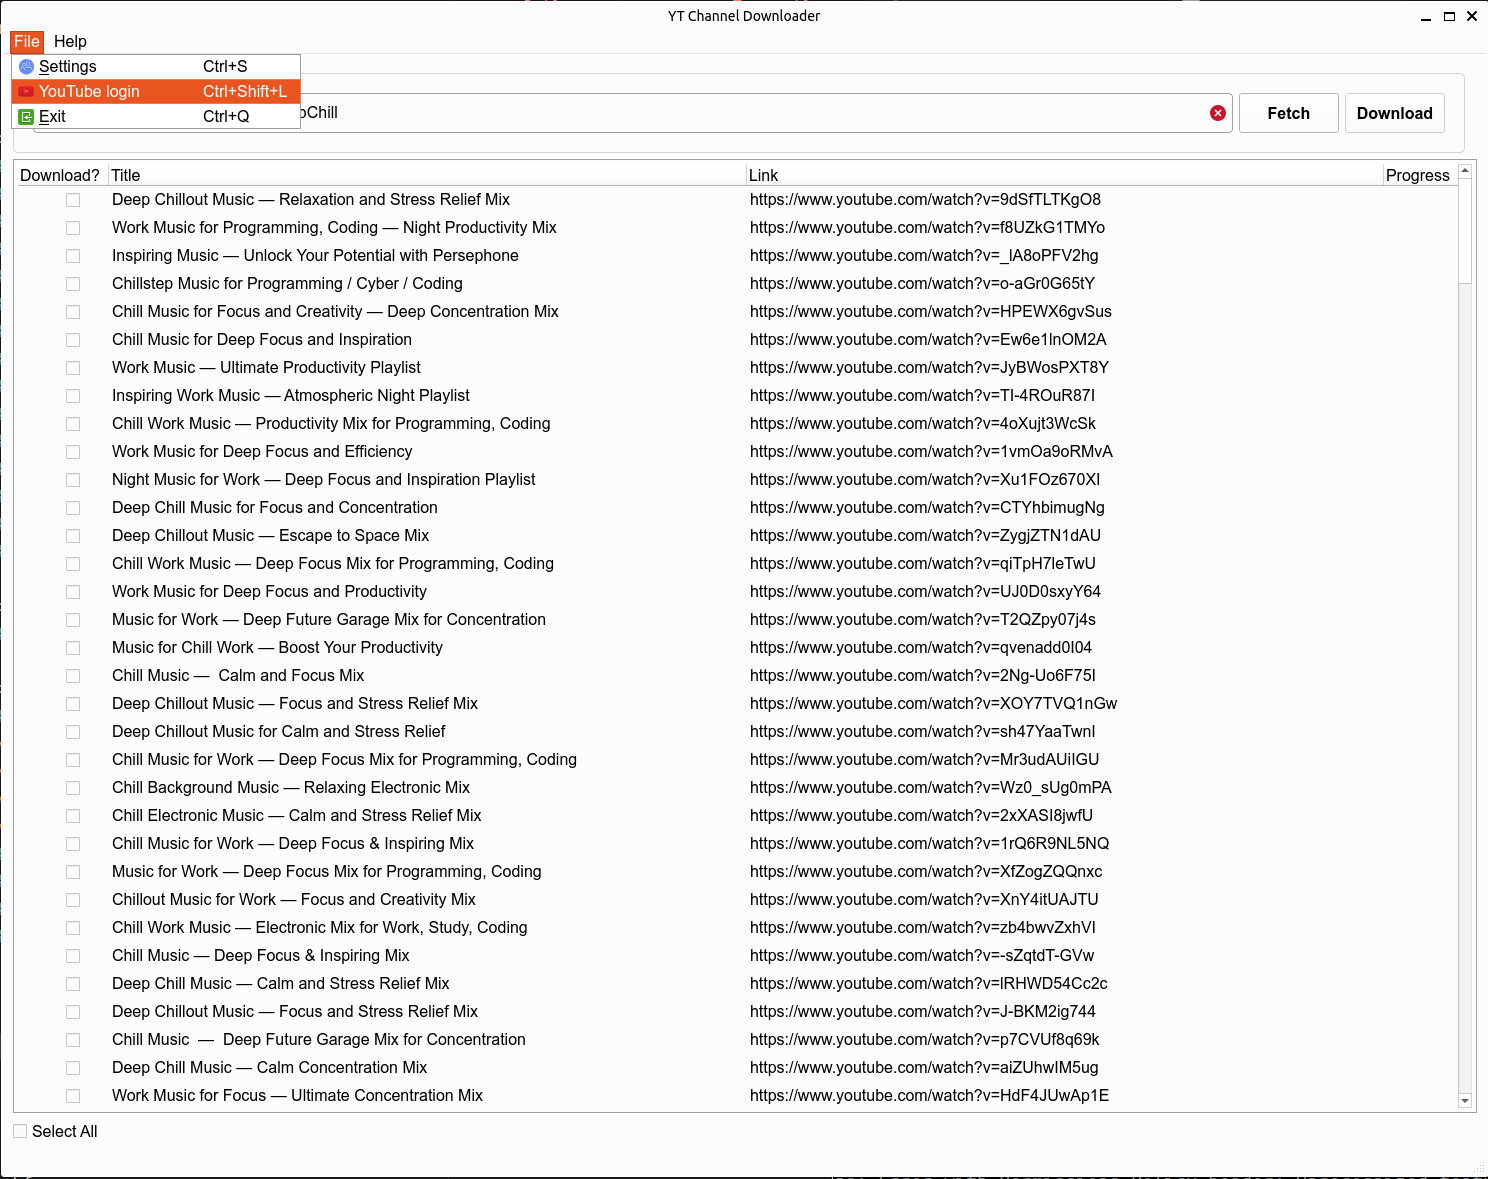 YT Channel Downloader
File Help
Settings Ctrl+S
YouTube login Ctrl+Shift+L
Exit Ctrl+Q
Chill
Fetch
Download
Download? Title Link Progress
Deep Chillout Music — Relaxation and Stress Relief Mix https://www.youtube.com/watch?v=9dSfTLTKgO8
Work Music for Programming, Coding — Night Productivity Mix https://www.youtube.com/watch?v=f8UZkG1TMYo
Inspiring Music — Unlock Your Potential with Persephone https://www.youtube.com/watch?v=_lA8oPFV2hg
Chillstep Music for Programming / Cyber / Coding https://www.youtube.com/watch?v=o-aGr0G65tY
Chill Music for Focus and Creativity — Deep Concentration Mix https://www.youtube.com/watch?v=HPEWX6gvSus
Chill Music for Deep Focus and Inspiration https://www.youtube.com/watch?v=Ew6e1lnOM2A
Work Music — Ultimate Productivity Playlist https://www.youtube.com/watch?v=JyBWosPXT8Y
Inspiring Work Music — Atmospheric Night Playlist https://www.youtube.com/watch?v=TI-4ROuR87I
Chill Work Music — Productivity Mix for Programming, Coding https://www.youtube.com/watch?v=4oXujt3WcSk
Work Music for Deep Focus and Efficiency https://www.youtube.com/watch?v=1vmOa9oRMvA
Night Music for Work — Deep Focus and Inspiration Playlist https://www.youtube.com/watch?v=Xu1FOz670XI
Deep Chill Music for Focus and Concentration https://www.youtube.com/watch?v=CTYhbimugNg
Deep Chillout Music — Escape to Space Mix https://www.youtube.com/watch?v=ZygjZTN1dAU
Chill Work Music — Deep Focus Mix for Programming, Coding https://www.youtube.com/watch?v=qiTpH7leTwU
Work Music for Deep Focus and Productivity https://www.youtube.com/watch?v=UJ0D0sxyY64
Music for Work — Deep Future Garage Mix for Concentration https://www.youtube.com/watch?v=T2QZpy07j4s
Music for Chill Work — Boost Your Productivity https://www.youtube.com/watch?v=qvenadd0I04
Chill Music — Calm and Focus Mix https://www.youtube.com/watch?v=2Ng-Uo6F75I
Deep Chillout Music — Focus and Stress Relief Mix https://www.youtube.com/watch?v=XOY7TVQ1nGw
Deep Chillout Music for Calm and Stress Relief https://www.youtube.com/watch?v=sh47YaaTwnI
Chill Music for Work — Deep Focus Mix for Programming, Coding https://www.youtube.com/watch?v=Mr3udAUiIGU
Chill Background Music — Relaxing Electronic Mix https://www.youtube.com/watch?v=Wz0_sUg0mPA
Chill Electronic Music — Calm and Stress Relief Mix https://www.youtube.com/watch?v=2xXASI8jwfU
Chill Music for Work — Deep Focus & Inspiring Mix https://www.youtube.com/watch?v=1rQ6R9NL5NQ
Music for Work — Deep Focus Mix for Programming, Coding https://www.youtube.com/watch?v=XfZogZQQnxc
Chillout Music for Work — Focus and Creativity Mix https://www.youtube.com/watch?v=XnY4itUAJTU
Chill Work Music — Electronic Mix for Work, Study, Coding https://www.youtube.com/watch?v=zb4bwvZxhVI
Chill Music — Deep Focus & Inspiring Mix https://www.youtube.com/watch?v=-sZqtdT-GVw
Deep Chill Music — Calm and Stress Relief Mix https://www.youtube.com/watch?v=lRHWD54Cc2c
Deep Chillout Music — Focus and Stress Relief Mix https://www.youtube.com/watch?v=J-BKM2ig744
Chill Music — Deep Future Garage Mix for Concentration https://www.youtube.com/watch?v=p7CVUf8q69k
Deep Chill Music — Calm Concentration Mix https://www.youtube.com/watch?v=aiZUhwIM5ug
Work Music for Focus — Ultimate Concentration Mix https://www.youtube.com/watch?v=HdF4JUwAp1E
Select All